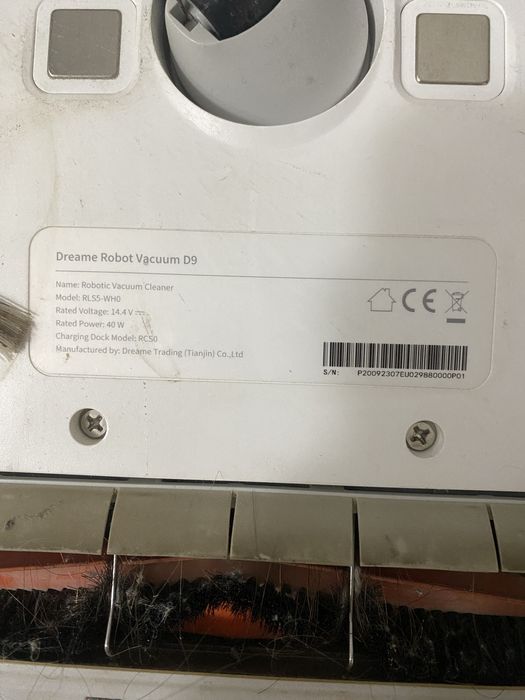 Dreame Robot Vacuum D9
Name: Robotic Vacuum Cleaner
Model: RLS5-WH0
Rated Voltage: 14.4 V ⎓
Rated Power: 40 W
Charging Dock Model: RCS0
Manufactured by: Dreame Trading (Tianjin) Co.,Ltd
CE
S/N: P20092307EU029880000P01